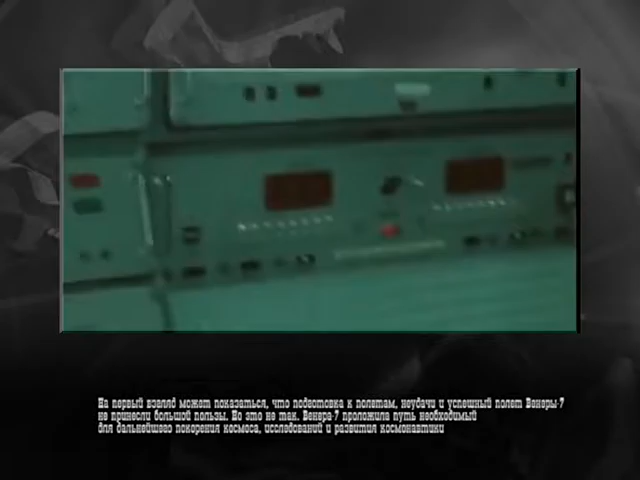 На первый взгляд может показаться, что подготовка к полетам, неудачи и успешный полет Венеры-7
не принесли большой пользы. Но это не так. Венера-7 проложила путь необходимый
для дальнейшего покорения космоса, исследований и развития космонавтики